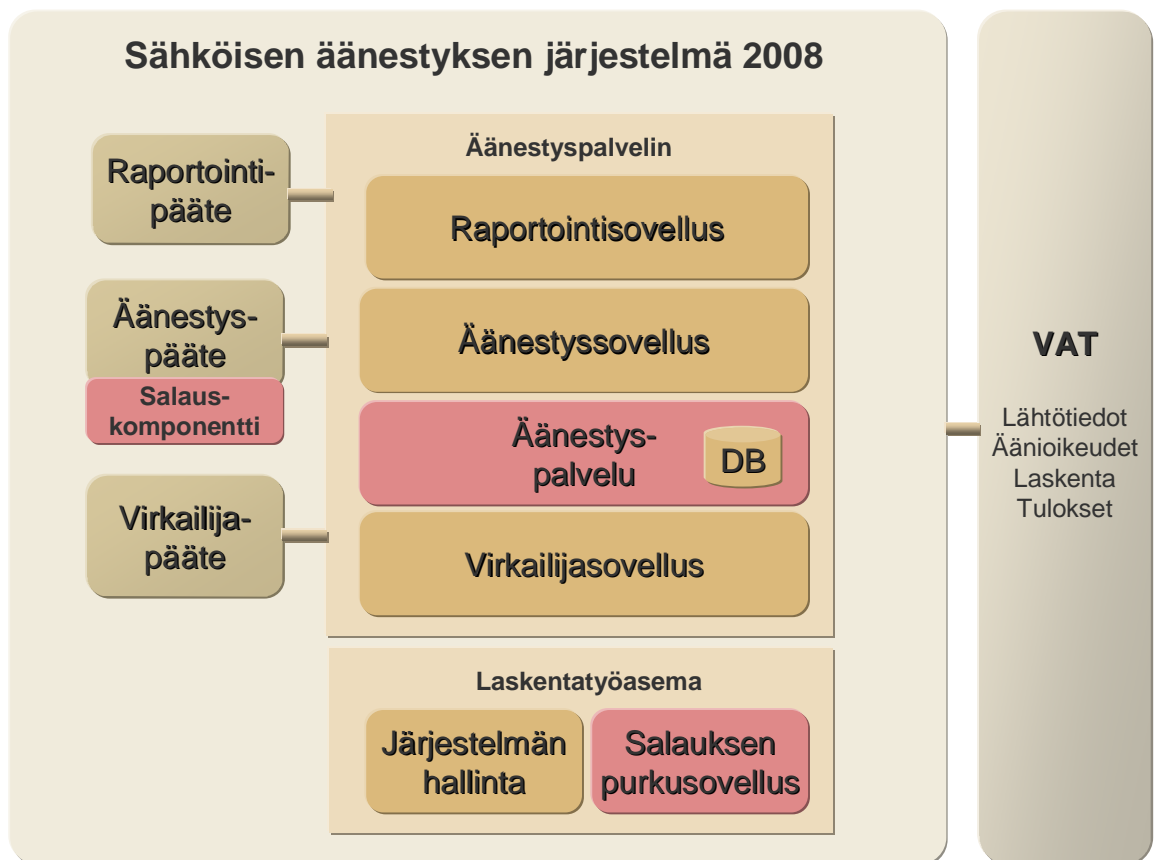 Sähköisen äänestyksen järjestelmä 2008
Raportointi-
pääte
Äänestys-
pääte
Salaus-
komponentti
Virkailija-
pääte
Äänestyspalvelin
Raportointisovellus
Äänestyssovellus
Äänestys-
palvelu
DB
Virkailijasovellus
Laskentatyöasema
Järjestelmän
hallinta
Salauksen
purkusovellus
VAT
Lähtötiedot
Äänioikeudet
Laskenta
Tulokset